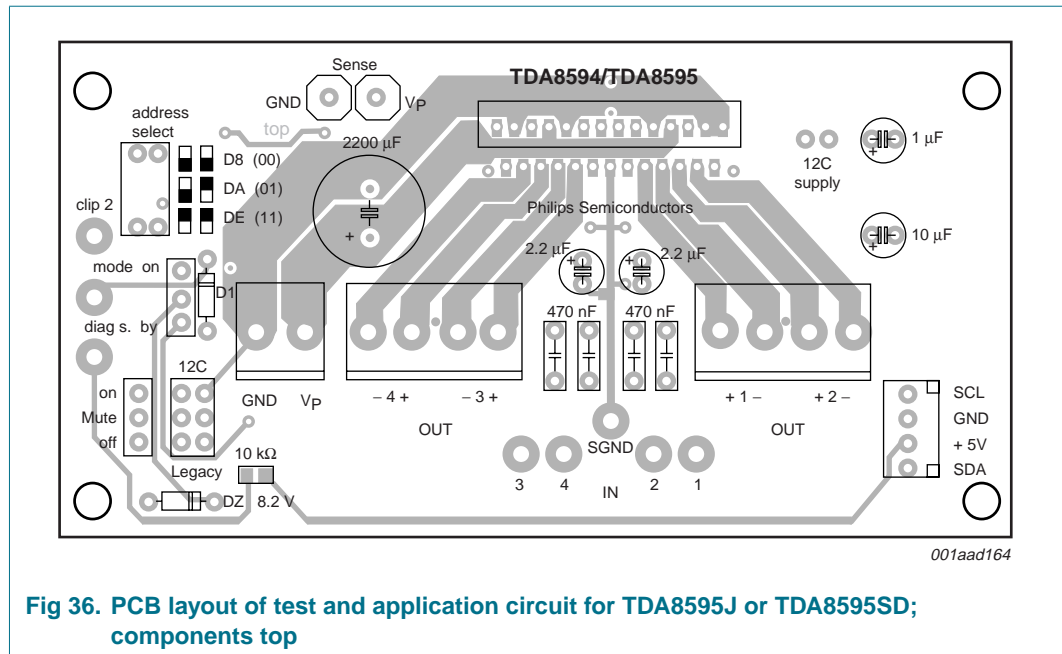 Sense
GND
VP
TDA8594/TDA8595
address
select
top
2200 μF
D8 (00)
DA (01)
DE (11)
1 μF
12C
supply
clip 2
Philips Semiconductors
10 μF
+
+
+
+
+
2.2 μF
2.2 μF
mode on
D1
diag s. by
470 nF
470 nF
12C
on
Mute
off
GND
VP
− 4 +
− 3 +
OUT
+ 1 −
+ 2 -
OUT
SCL
GND
+ 5V
SDA
SGND
Legacy
10 kΩ
3
4
IN
2
1
DZ
8.2 V
001aad164
Fig 36. PCB layout of test and application circuit for TDA8595J or TDA8595SD;
components top